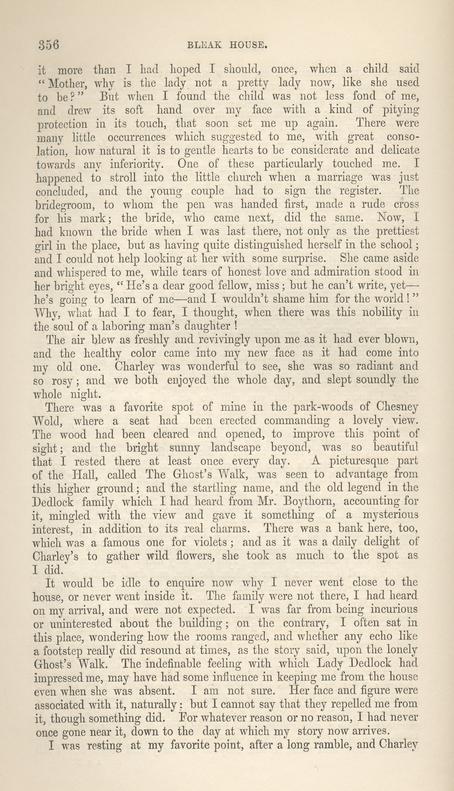 356 BLEAK HOUSE.
it more than I had hoped I should, once, when a child said
“Mother, why is the lady not a pretty lady now, like she used
to be?” But when I found the child was not less fond of me,
and drew its soft hand over my face with a kind of pitying
protection in its touch, that soon set me up again. There were
many little occurrences which suggested to me, with great conso-
lation, how natural it is to gentle hearts to be considerate and delicate
towards any inferiority. One of these particularly touched me. I
happened to stroll into the little church when a marriage was just
concluded, and the young couple had to sign the register. The
bridegroom, to whom the pen was handed first, made a rude cross
for his mark; the bride, who came next, did the same. Now, I
had known the bride when I was last there, not only as the prettiest
girl in the place, but as having quite distinguished herself in the school;
and I could not help looking at her with some surprise. She came aside
and whispered to me, while tears of honest love and admiration stood in
her bright eyes, “He's a dear good fellow, miss; but he can't write, yet—
he's going to learn of me—and I wouldn't shame him for the world!”
Why, what had I to fear, I thought, when there was this nobility in
the soul of a laboring man's daughter!
The air blew as freshly and revivingly upon me as it had ever blown,
and the healthy color came into my new face as it had come into
my old one. Charley was wonderful to see, she was so radiant and
so rosy; and we both enjoyed the whole day, and slept soundly the
whole night.
There was a favorite spot of mine in the park-woods of Chesney
Wold, where a seat had been erected commanding a lovely view.
The wood had been cleared and opened, to improve this point of
sight; and the bright sunny landscape beyond, was so beautiful
that I rested there at least once every day. A picturesque part
of the Hall, called The Ghost's Walk, was seen to advantage from
this higher ground; and the startling name, and the old legend in the
Dedlock family which I had heard from Mr. Boythorn, accounting for
it, mingled with the view and gave it something of a mysterious
interest, in addition to its real charms. There was a bank here, too,
which was a famous one for violets; and as it was a daily delight of
Charley's to gather wild flowers, she took as much to the spot as
I did.
It would be idle to enquire now why I never went close to the
house, or never went inside it. The family were not there, I had heard
on my arrival, and were not expected. I was far from being incurious
or uninterested about the building; on the contrary, I often sat in
this place, wondering how the rooms ranged, and whether any echo like
a footstep really did resound at times, as the story said, upon the lonely
Ghost's Walk. The indefinable feeling with which Lady Dedlock had
impressed me, may have had some influence in keeping me from the house
even when she was absent. I am not sure. Her face and figure were
associated with it, naturally; but I cannot say that they repelled me from
it, though something did. For whatever reason or no reason, I had never
once gone near it, down to the day at which my story now arrives.
I was resting at my favorite point, after a long ramble, and Charley